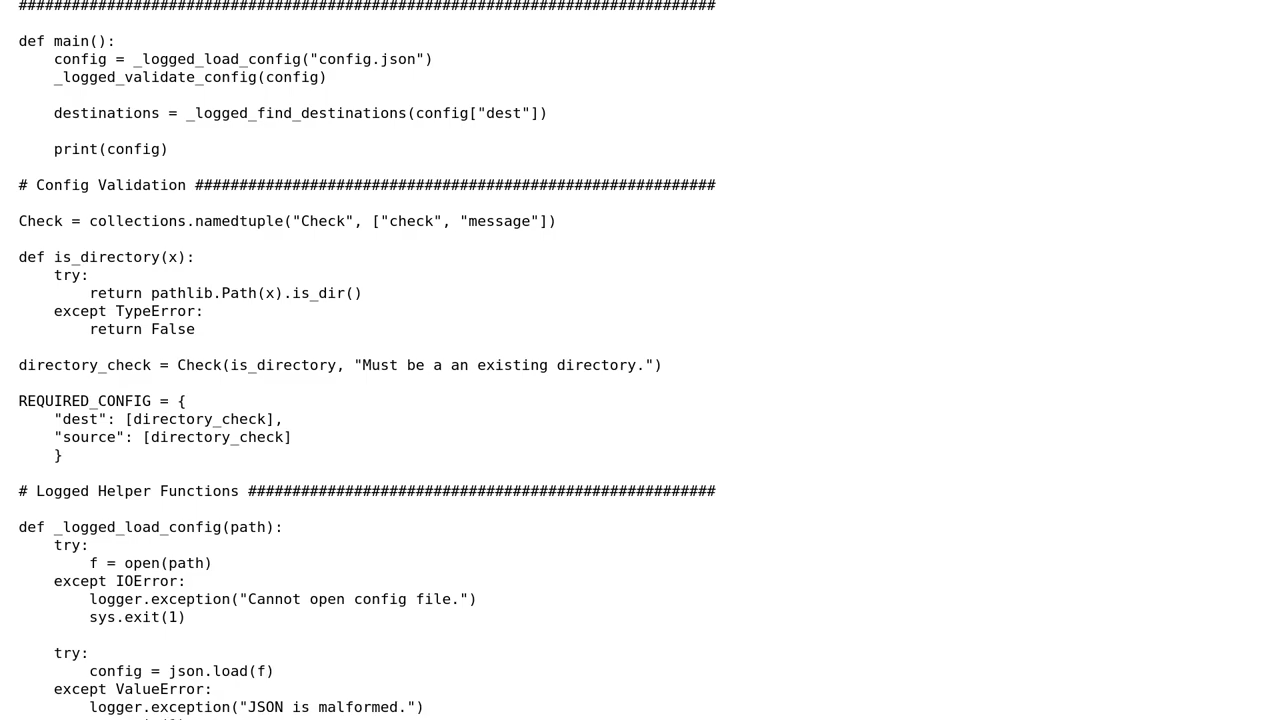 ################################################################################
def main():
    config = _logged_load_config("config.json")
    _logged_validate_config(config)
    destinations = _logged_find_destinations(config["dest"])
    print(config)
# Config Validation ############################################################
Check = collections.namedtuple("Check", ["check", "message"])
def is_directory(x):
    try:
        return pathlib.Path(x).is_dir()
    except TypeError:
        return False
directory_check = Check(is_directory, "Must be a an existing directory.")
REQUIRED_CONFIG = {
    "dest": [directory_check],
    "source": [directory_check]
    }
# Logged Helper Functions ######################################################
def _logged_load_config(path):
    try:
        f = open(path)
    except IOError:
        logger.exception("Cannot open config file.")
        sys.exit(1)
    try:
        config = json.load(f)
    except ValueError:
        logger.exception("JSON is malformed.")